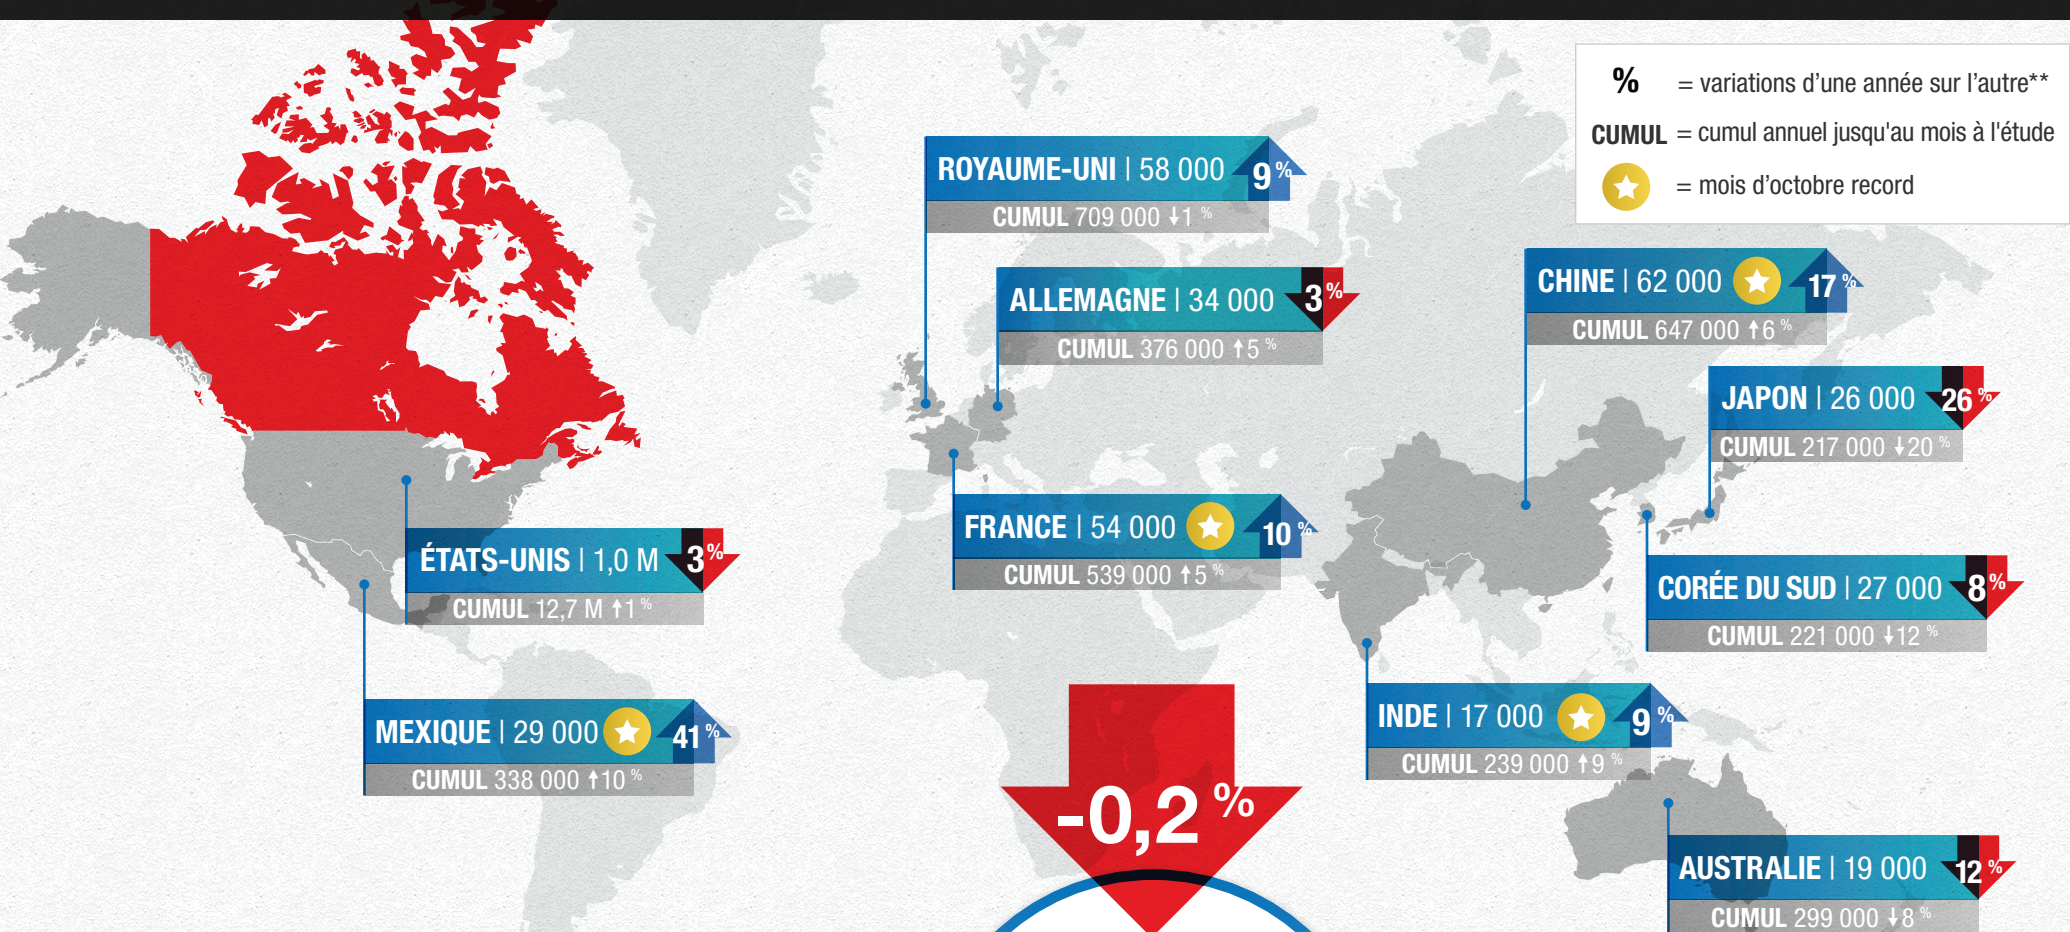 % = variations d'une année sur l'autre**
CUMUL = cumul annuel jusqu'au mois à l'étude
= mois d'octobre record
ROYAUME-UNI | 58 000 9 %
CUMUL 709 000 ↓1 %
ALLEMAGNE | 34 000 3 %
CUMUL 376 000 ↑5 %
CHINE | 62 000 17 %
CUMUL 647 000 ↑6 %
JAPON | 26 000 26 %
CUMUL 217 000 ↓20 %
FRANCE | 54 000 10 %
CUMUL 539 000 ↑5 %
ÉTATS-UNIS | 1,0 M 3 %
CUMUL 12,7 M ↑1 %
CORÉE DU SUD | 27 000 8 %
CUMUL 221 000 ↓12 %
MEXIQUE | 29 000 41 %
CUMUL 338 000 ↑10 %
INDE | 17 000 9 %
CUMUL 239 000 ↑9 %
-0,2 %
AUSTRALIE | 19 000 12 %
CUMUL 299 000 ↓8 %